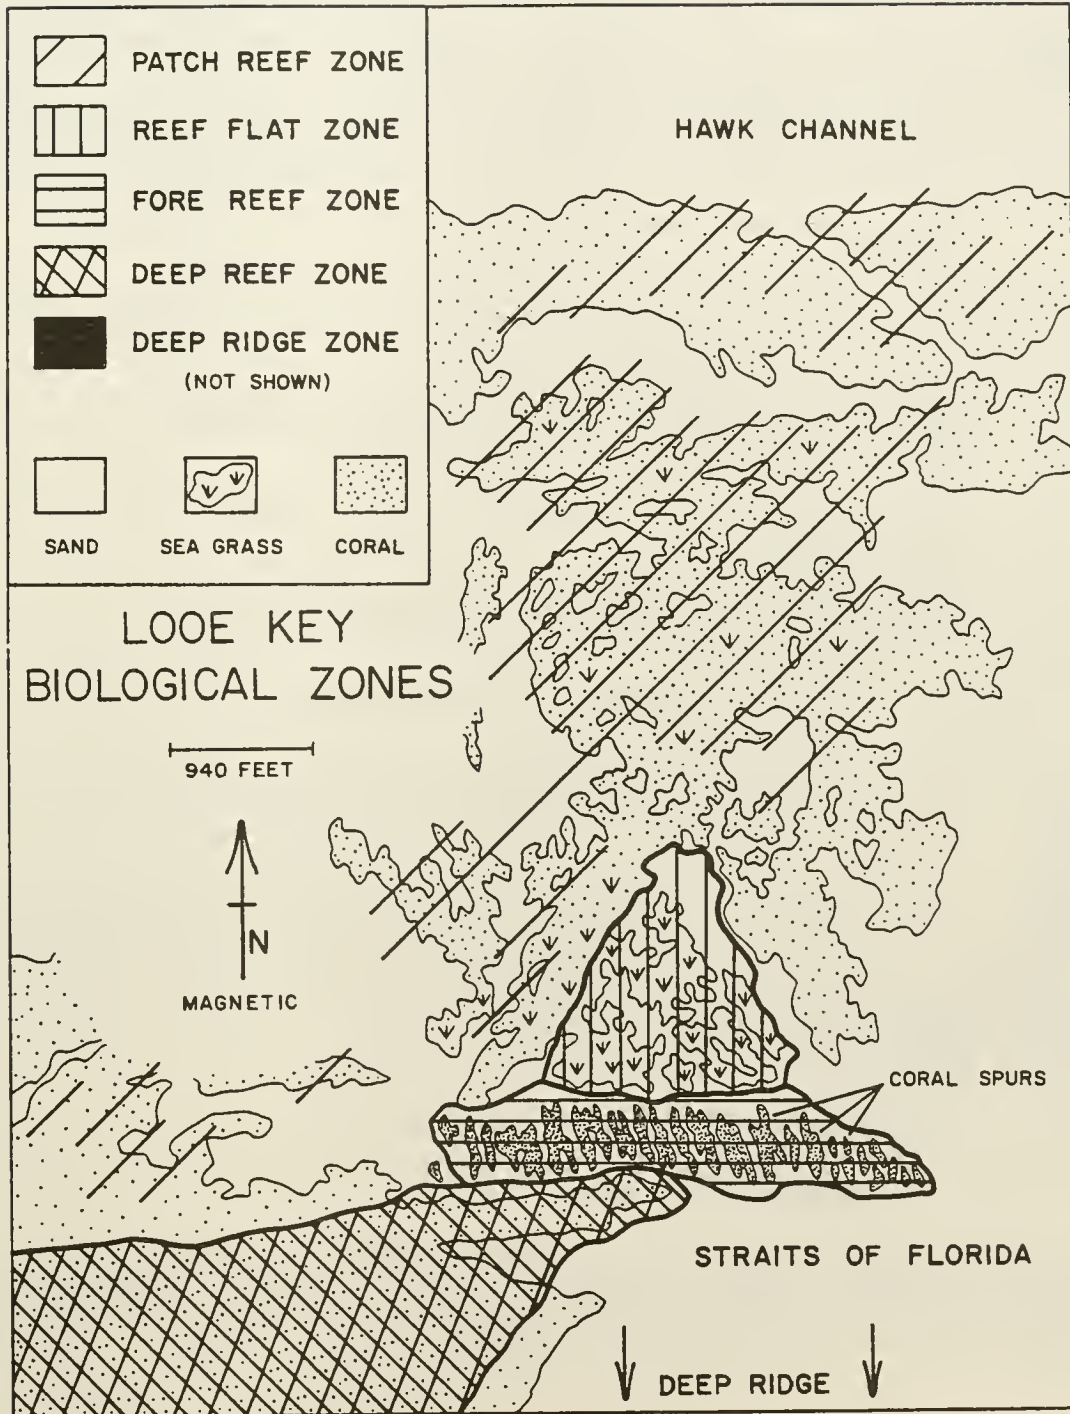 PATCH REEF ZONE
REEF FLAT ZONE
FORE REEF ZONE
DEEP REEF ZONE
DEEP RIDGE ZONE
(NOT SHOWN)
SAND
SEA GRASS
CORAL
LOOE KEY
BIOLOGICAL ZONES
940 FEET
N
MAGNETIC
HAWK CHANNEL
CORAL SPURS
STRAITS OF FLORIDA
DEEP RIDGE